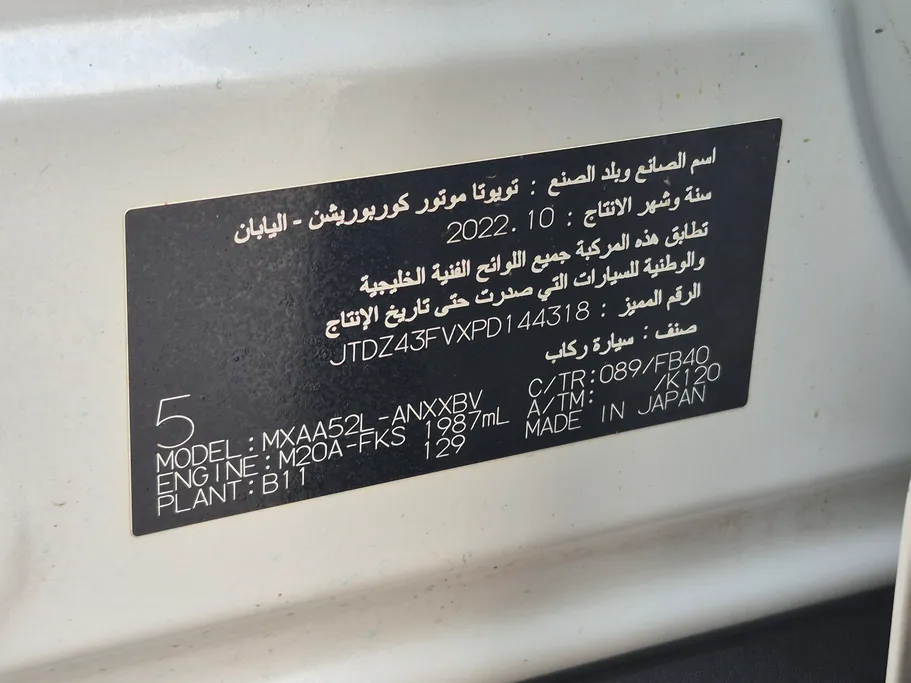 اسم الصانع وبلد الصنع : تويوتا موتور كوربوريشن - اليابان
سنة وشهر الانتاج : 2022.10
تطابق هذه المركبة جميع اللوائح الفنية الخليجية
والوطنية للسيارات التي صدرت حتى تاريخ الإنتاج
الرقم المميز : JTDZ43FVXPD144318
صنف : سيارة ركاب
5
MODEL:MXAA52L-ANXXBV C/TR:089/FB40
ENGINE:M20A-FKS 1987mL A/TM: /K120
PLANT:B11 129 MADE IN JAPAN